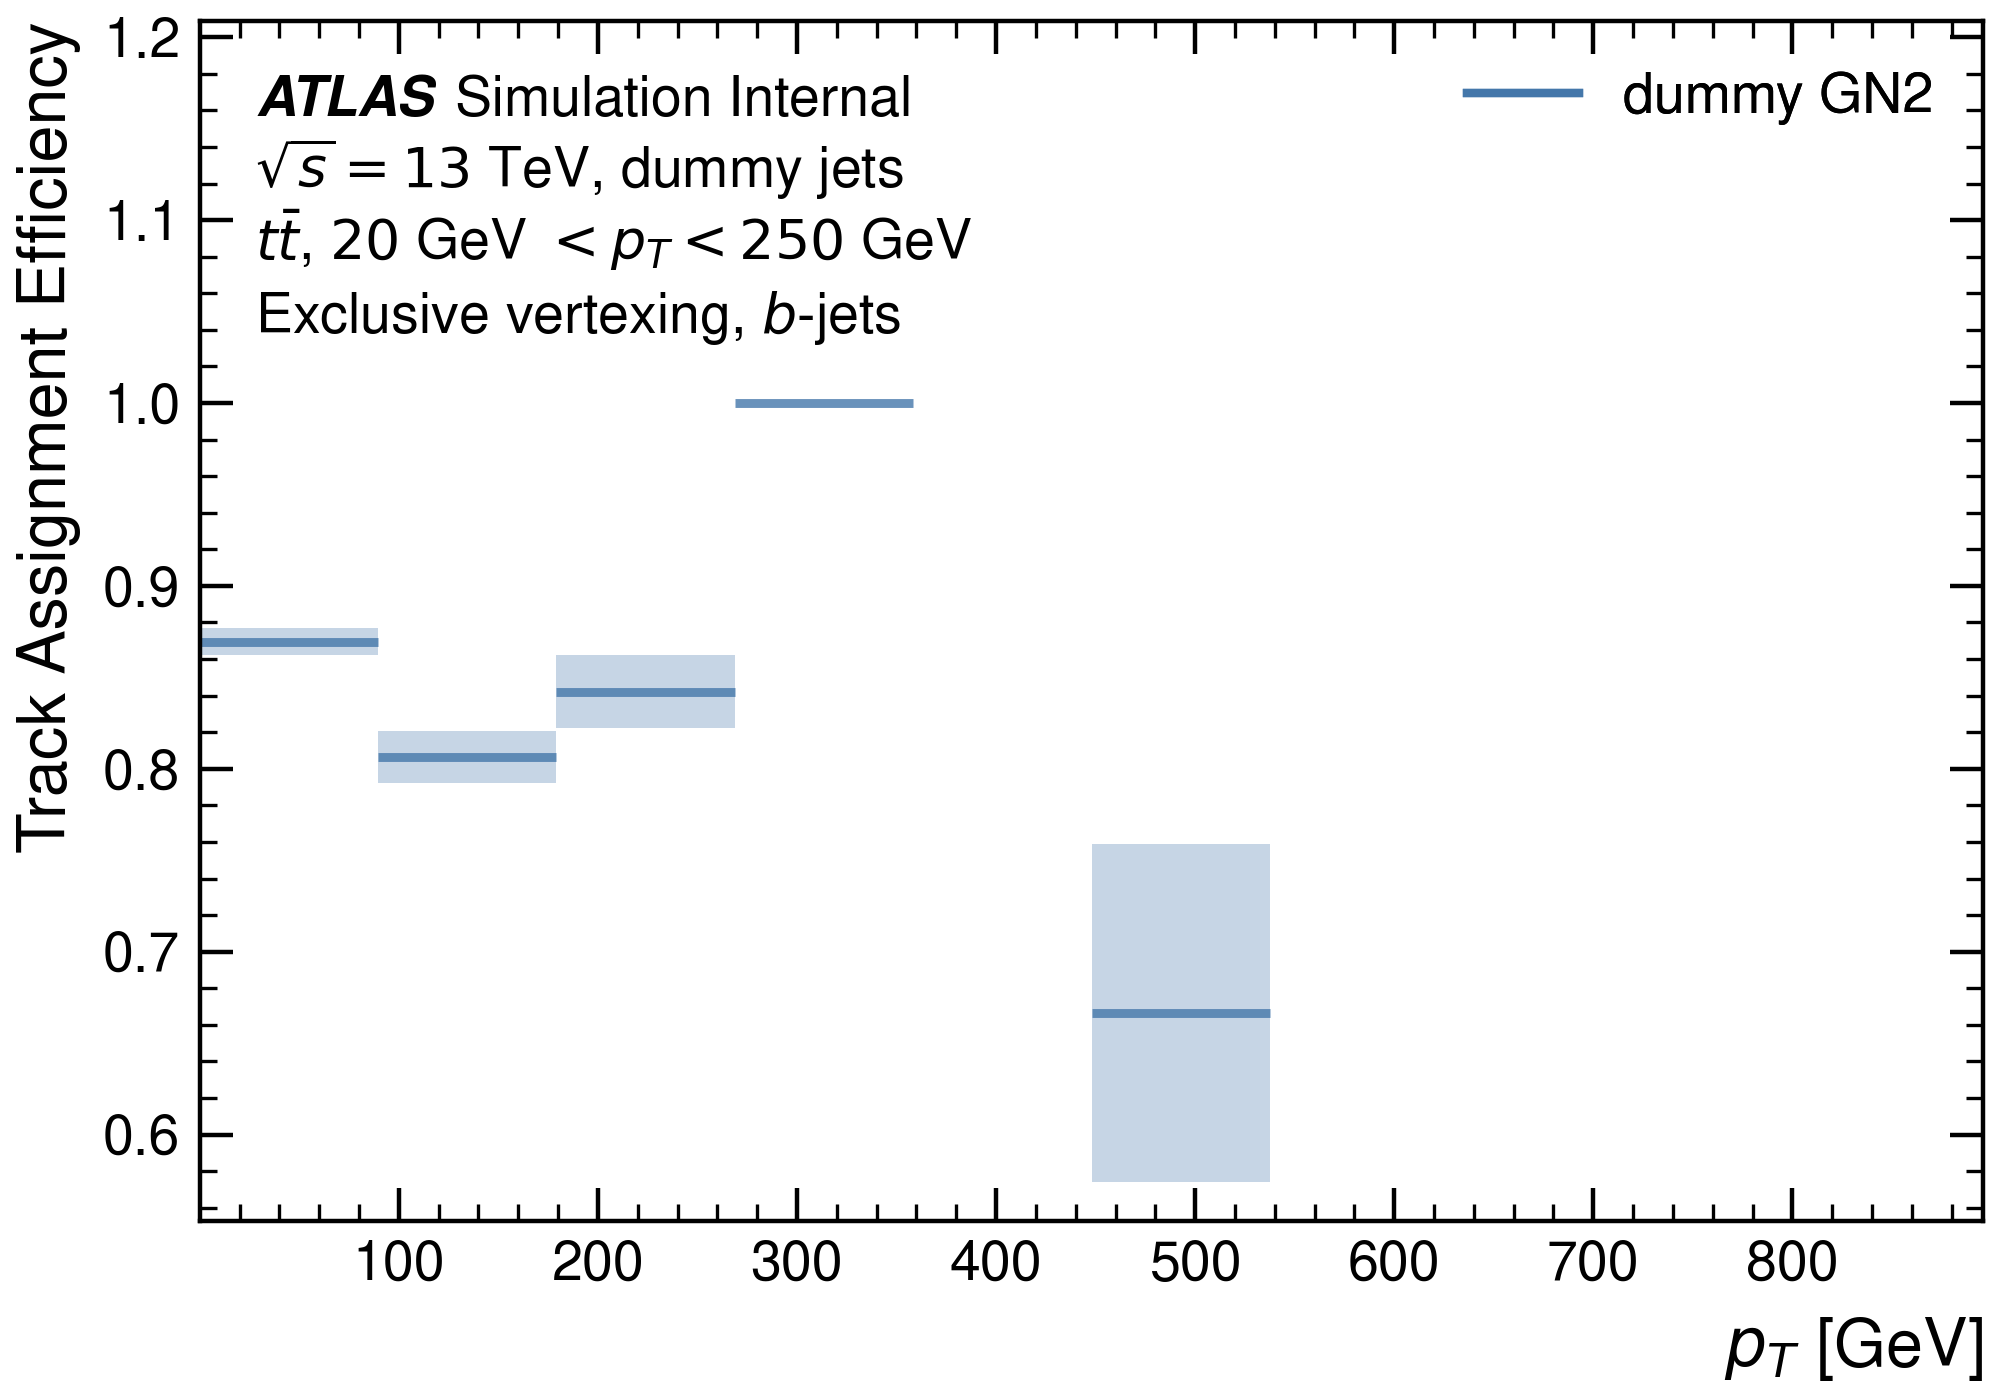 ATLAS Simulation Internal
√s = 13 TeV, dummy jets
tt̄, 20 GeV < p_T < 250 GeV
Exclusive vertexing, b-jets
dummy GN2
Track Assignment Efficiency
1.2
1.1
1.0
0.9
0.8
0.7
0.6
100 200 300 400 500 600 700 800
p_T [GeV]